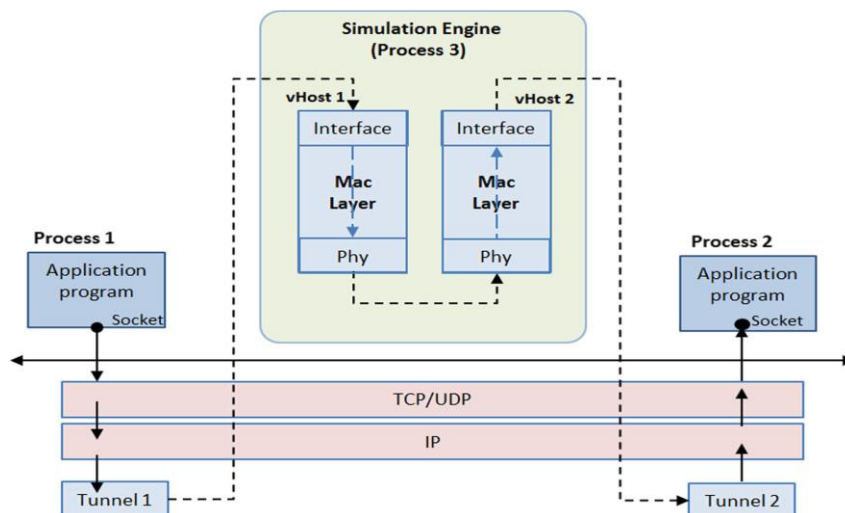 Simulation Engine
(Process 3)
vHost 1
vHost 2
Interface
Interface
Mac
Layer
Mac
Layer
Phy
Phy
Process 1
Process 2
Application
program
Socket
Application
program
Socket
TCP/UDP
IP
Tunnel 1
Tunnel 2